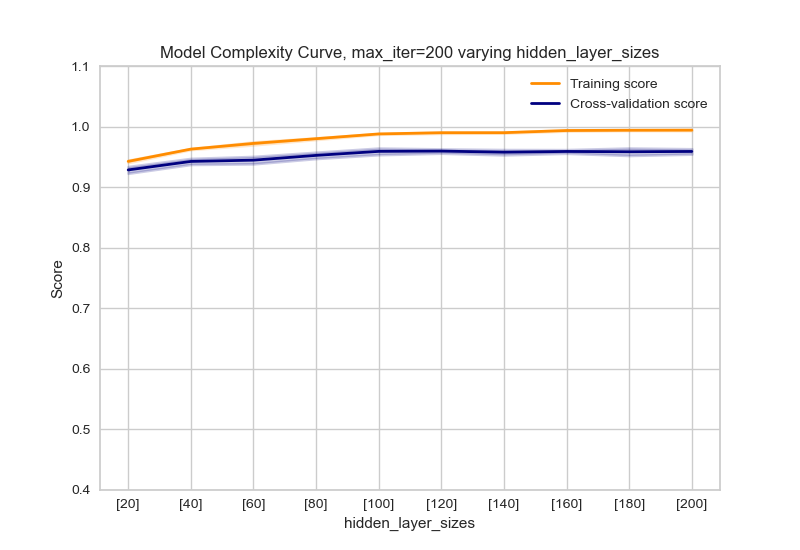 Model Complexity Curve, max_iter=200 varying hidden_layer_sizes
1.1
1.0
0.9
0.8
0.7
0.6
0.5
0.4
Score
Training score
Cross-validation score
[20] [40] [60] [80] [100] [120] [140] [160] [180] [200]
hidden_layer_sizes